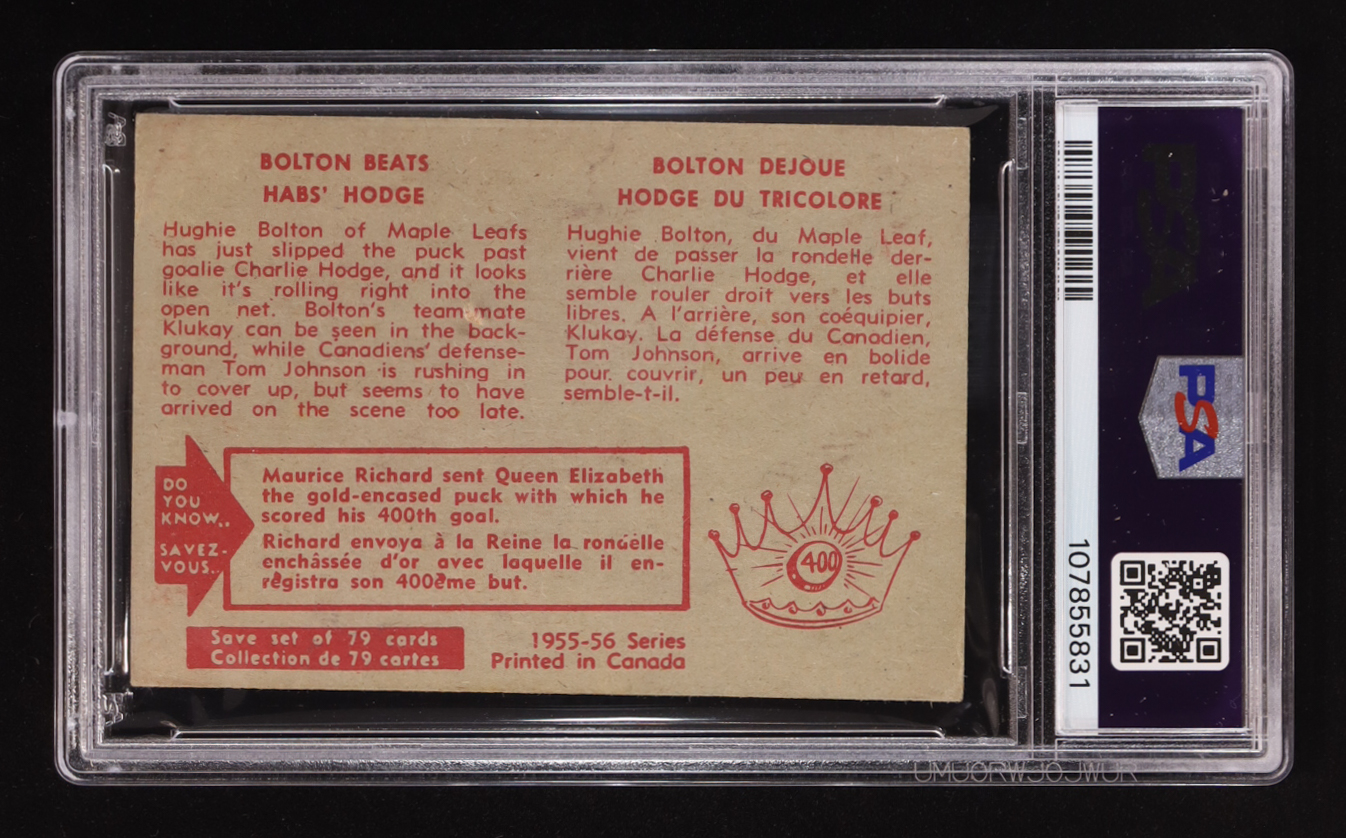 BOLTON BEATS
HABS' HODGE
Hughie Bolton of Maple Leafs
has just slipped the puck past
goalie Charlie Hodge, and it looks
like it's rolling right into the
open net. Bolton's team-mate
Klukay can be seen in the back-
ground, while Canadiens' defense-
man Tom Johnson is rushing in
to cover up, but seems to have
arrived on the scene too late.
BOLTON DEJOUE
HODGE DU TRICOLORE
Hughie Bolton, du Maple Leaf,
vient de passer la rondelle der-
rière Charlie Hodge, et elle
semble rouler droit vers les buts
libres. A l'arrière, son coéquipier,
Klukay. La défense du Canadien,
Tom Johnson, arrive en bolide
pour couvrir, un peu en retard,
semble-t-il.
DO
YOU
KNOW..
SAVEZ-
VOUS..
Maurice Richard sent Queen Elizabeth
the gold-encased puck with which he
scored his 400th goal.
Richard envoya à la Reine la rondelle
enchâssée d'or avec laquelle il en-
registra son 400ème but.
400
Save set of 79 cards
Collection de 79 cartes
1955-56 Series
Printed in Canada
PSA
PSA
107855831